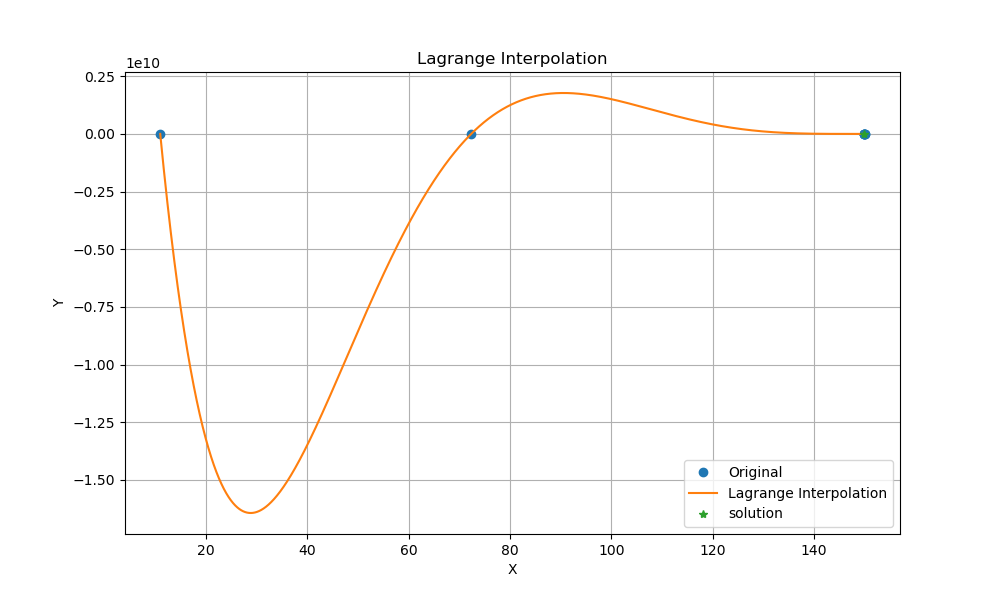 Lagrange Interpolation
1e10
0.25
0.00
−0.25
−0.50
−0.75
−1.00
−1.25
−1.50
Y
20 40 60 80 100 120 140
X
Original
Lagrange Interpolation
solution